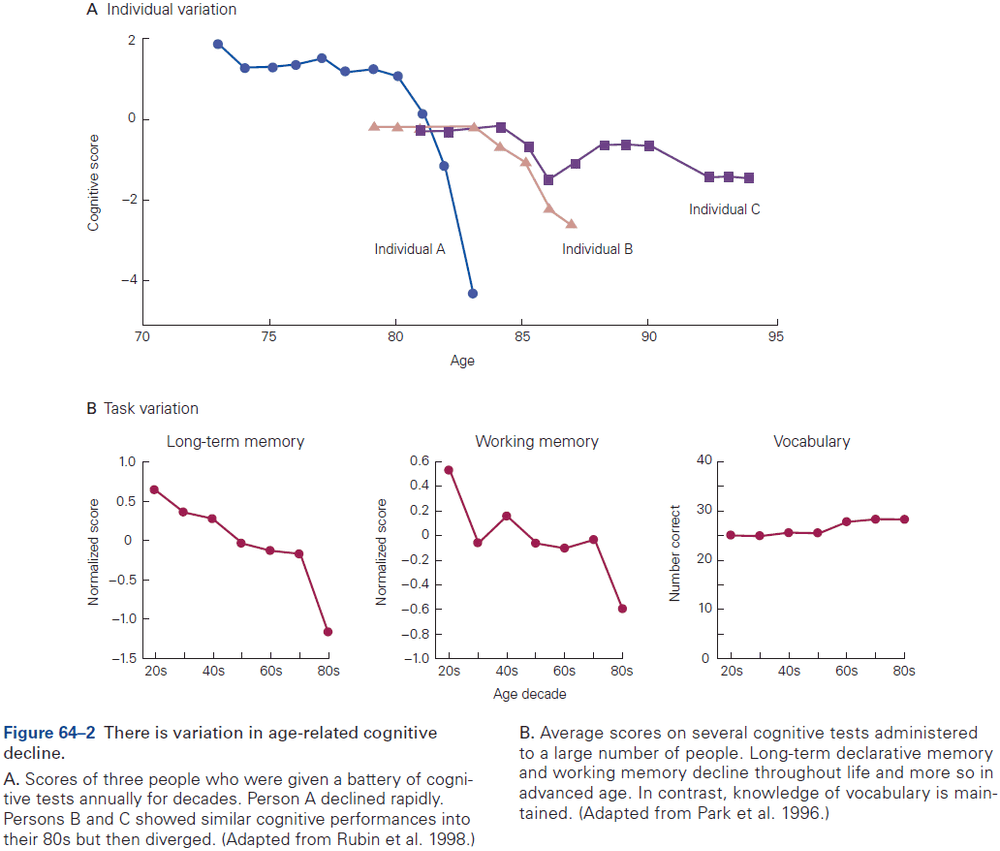 A Individual variation
2
0
−2
−4
Cognitive score
Individual A
Individual B
Individual C
70
75
80
85
90
95
Age
B Task variation
Long-term memory
1.0
0.5
0
−0.5
−1.0
−1.5
Normalized score
20s
40s
60s
80s
Working memory
0.6
0.4
0.2
0
−0.2
−0.4
−0.6
−0.8
−1.0
Normalized score
20s
40s
60s
80s
Age decade
Vocabulary
40
30
20
10
0
Number correct
20s
40s
60s
80s
Figure 64–2 There is variation in age-related cognitive
decline.
A. Scores of three people who were given a battery of cogni-
tive tests annually for decades. Person A declined rapidly.
Persons B and C showed similar cognitive performances into
their 80s but then diverged. (Adapted from Rubin et al. 1998.)
B. Average scores on several cognitive tests administered
to a large number of people. Long-term declarative memory
and working memory decline throughout life and more so in
advanced age. In contrast, knowledge of vocabulary is main-
tained. (Adapted from Park et al. 1996.)